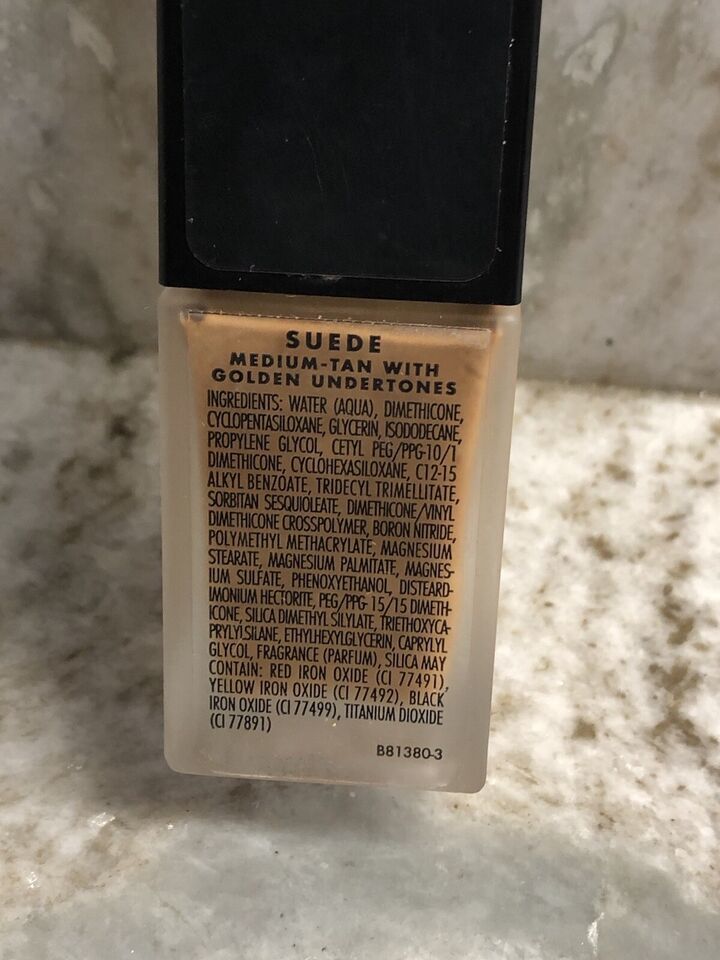 SUEDE
MEDIUM-TAN WITH
GOLDEN UNDERTONES
INGREDIENTS: WATER (AQUA), DIMETHICONE,
CYCLOPENTASILOXANE, GLYCERIN, ISODODECANE,
PROPYLENE GLYCOL, CETYL PEG/PPG-10/1
DIMETHICONE, CYCLOHEXASILOXANE, C12-15
ALKYL BENZOATE, TRIDECYL TRIMELLITATE,
SORBITAN SESQUIOLEATE, DIMETHICONE/VINYL
DIMETHICONE CROSSPOLYMER, BORON NITRIDE,
POLYMETHYL METHACRYLATE, MAGNESIUM
STEARATE, MAGNESIUM PALMITATE, MAGNES-
IUM SULFATE, PHENOXYETHANOL, DISTEARD-
IMONIUM HECTORITE, PEG/PPG-15/15 DIMETH-
ICONE, SILICA DIMETHYL SILYLATE, TRIETHOXYCA-
PRYLYLSILANE, ETHYLHEXYLGLYCERIN, CAPRYLYL
GLYCOL, FRAGRANCE (PARFUM), SILICA MAY
CONTAIN: RED IRON OXIDE (CI 77491),
YELLOW IRON OXIDE (CI 77492), BLACK
IRON OXIDE (CI 77499), TITANIUM DIOXIDE
(CI 77891)
B81380-3